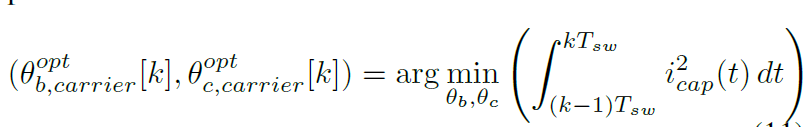 (θ^{opt}_{b,carrier}[k], θ^{opt}_{c,carrier}[k]) = arg min_{θ_b,θ_c} ( ∫_{(k−1)T_{sw}}^{kT_{sw}} i^2_{cap}(t) dt )